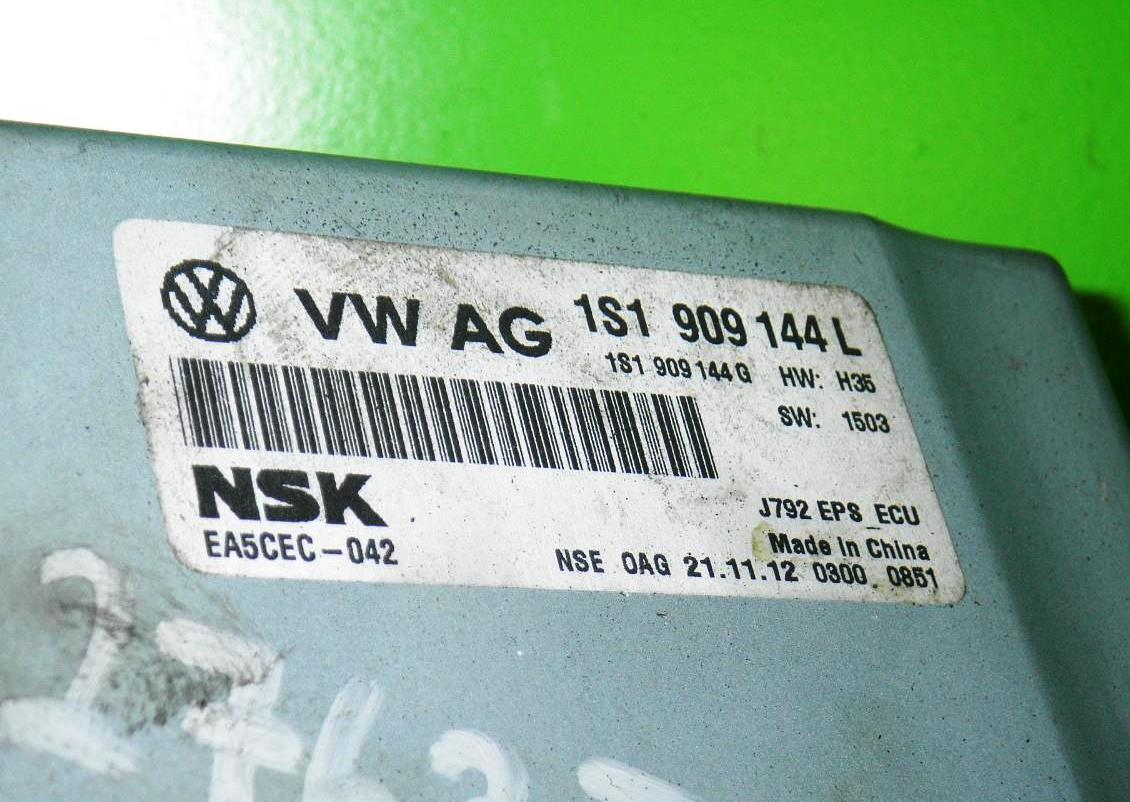 VW AG 1S1 909 144 L
1S1 909 144 G HW: H35
SW: 1503
NSK
J792 EPS_ECU
EA5CEC-042
Made In China
NSE 0AG 21.11.12 0300 0851